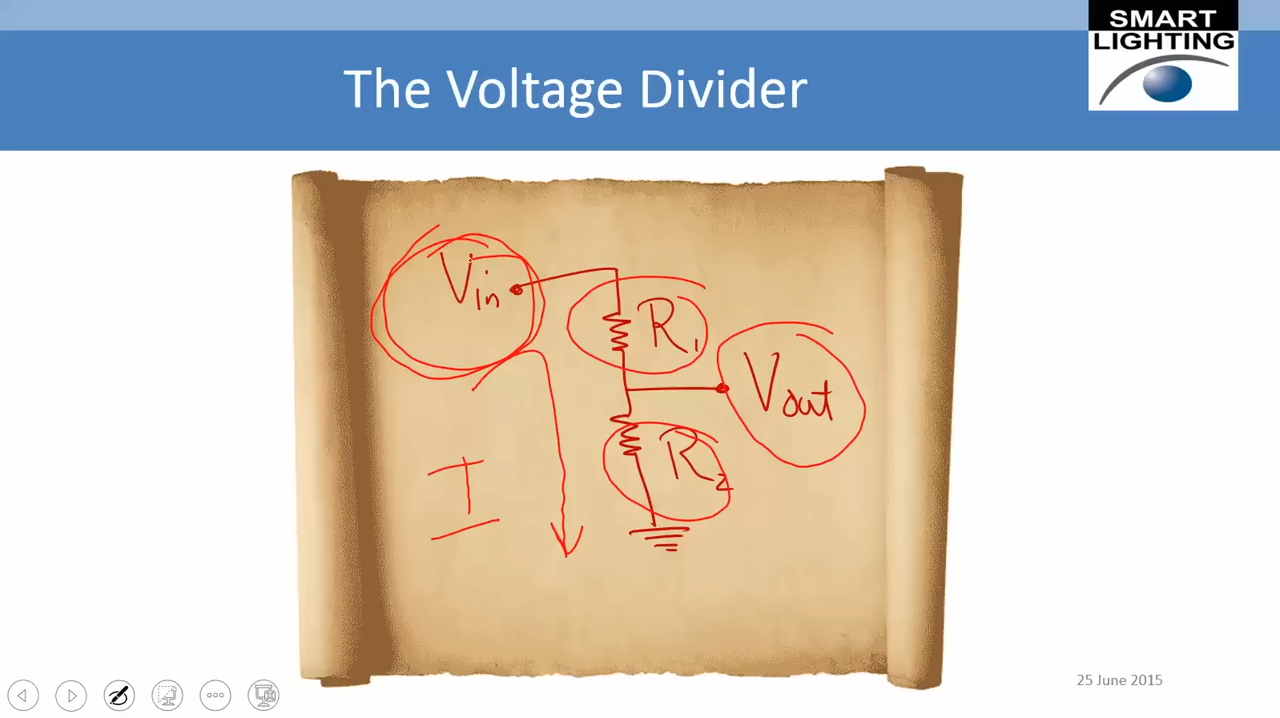 SMART
LIGHTING
The Voltage Divider
Vin
R1
Vout
R2
I
25 June 2015